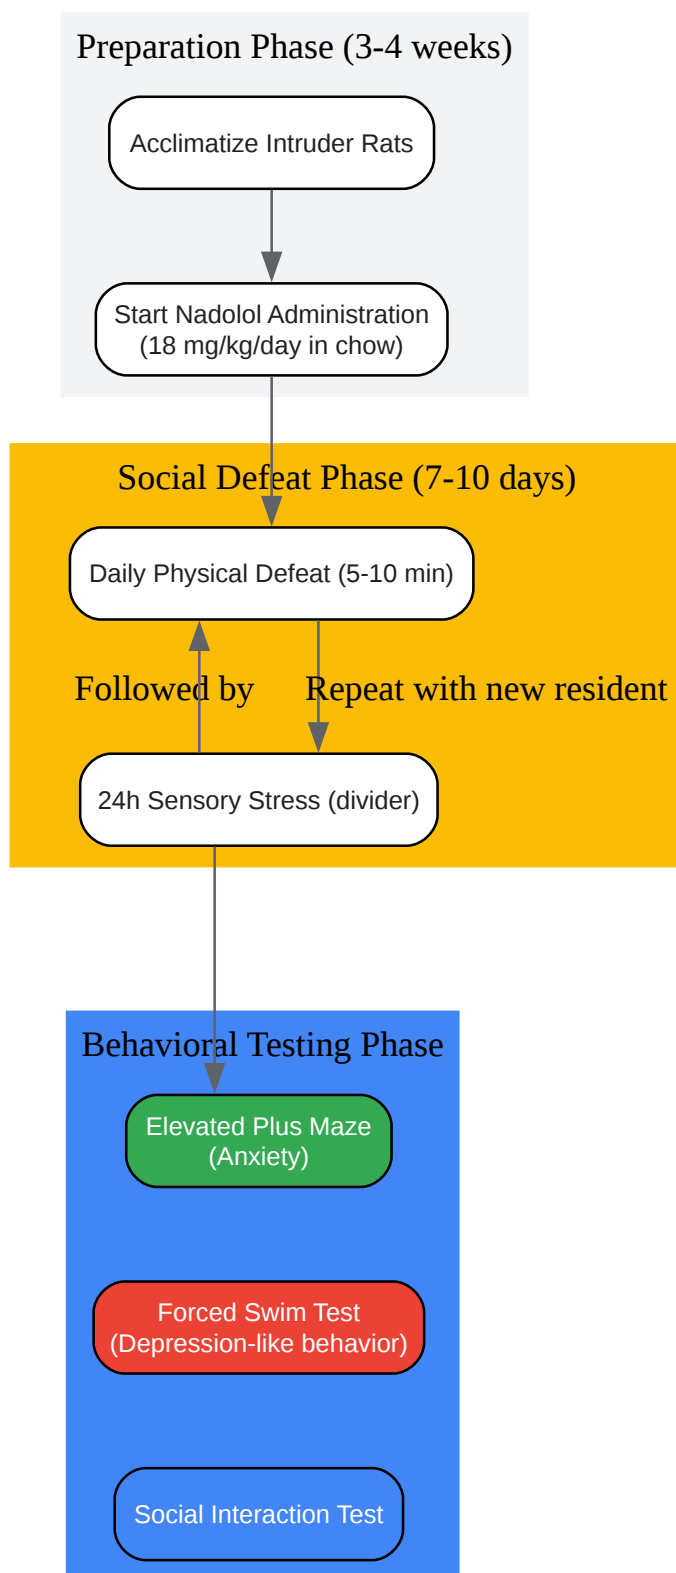 Preparation Phase (3-4 weeks)
Acclimatize Intruder Rats
Start Nadolol Administration
(18 mg/kg/day in chow)
Social Defeat Phase (7-10 days)
Daily Physical Defeat (5-10 min)
Followed by
Repeat with new resident
24h Sensory Stress (divider)
Behavioral Testing Phase
Elevated Plus Maze
(Anxiety)
Forced Swim Test
(Depression-like behavior)
Social Interaction Test